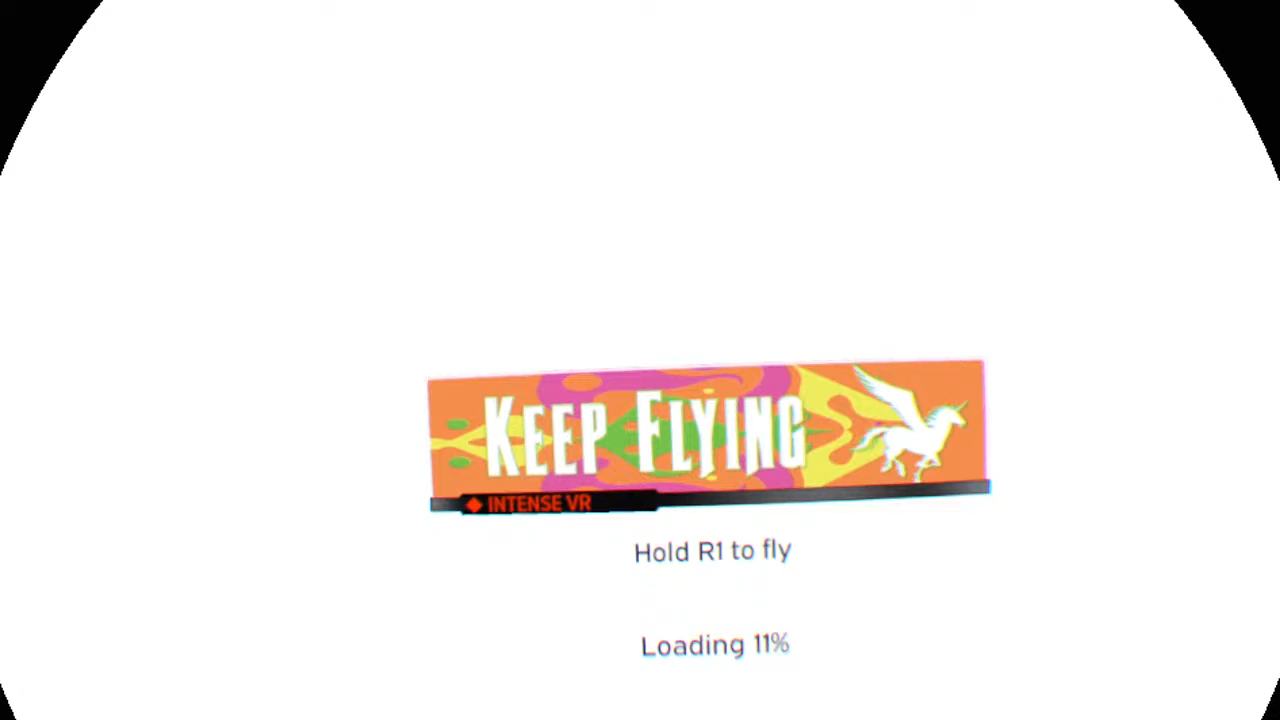 KEEP FLYING
INTENSE VR
Hold R1 to fly
Loading 11%